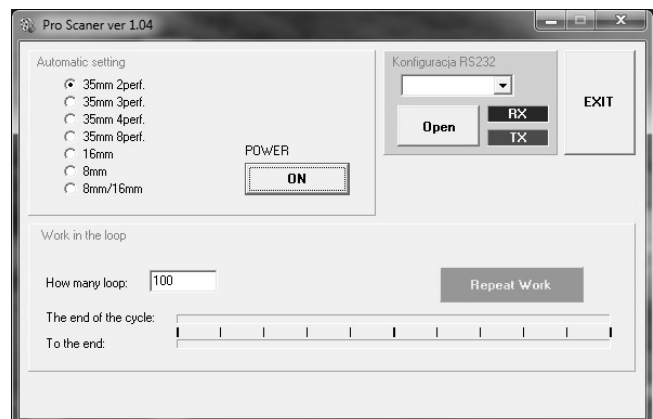 Pro Scaner ver 1.04
Automatic setting
35mm 2perf.
35mm 3perf.
35mm 4perf.
35mm 8perf.
16mm
8mm
8mm/16mm
POWER
ON
Konfiguracja RS232
Open
RX
TX
EXIT
Work in the loop
How many loop: 100
Repeat Work
The end of the cycle:
To the end: